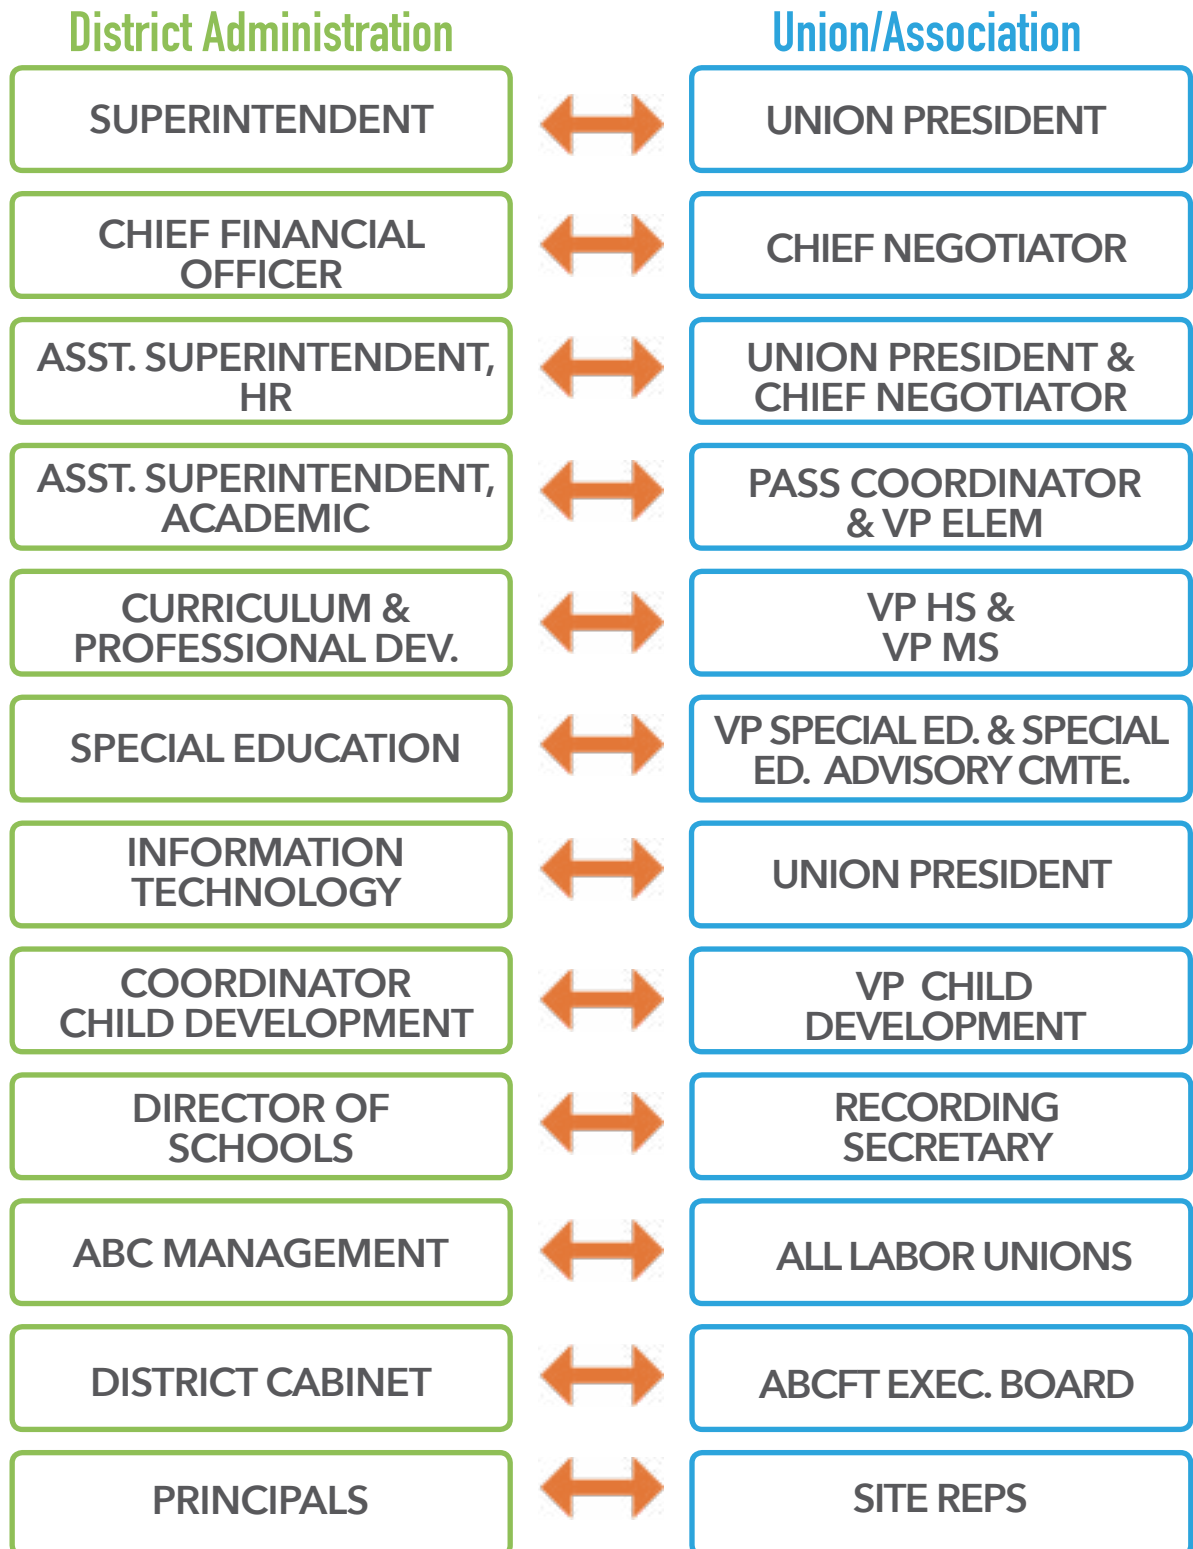 District Administration
Union/Association
SUPERINTENDENT
UNION PRESIDENT
CHIEF FINANCIAL
OFFICER
CHIEF NEGOTIATOR
ASST. SUPERINTENDENT,
HR
UNION PRESIDENT &
CHIEF NEGOTIATOR
ASST. SUPERINTENDENT,
ACADEMIC
PASS COORDINATOR
& VP ELEM
CURRICULUM &
PROFESSIONAL DEV.
VP HS &
VP MS
SPECIAL EDUCATION
VP SPECIAL ED. & SPECIAL
ED. ADVISORY CMTE.
INFORMATION
TECHNOLOGY
UNION PRESIDENT
COORDINATOR
CHILD DEVELOPMENT
VP CHILD
DEVELOPMENT
DIRECTOR OF
SCHOOLS
RECORDING
SECRETARY
ABC MANAGEMENT
ALL LABOR UNIONS
DISTRICT CABINET
ABCFT EXEC. BOARD
PRINCIPALS
SITE REPS